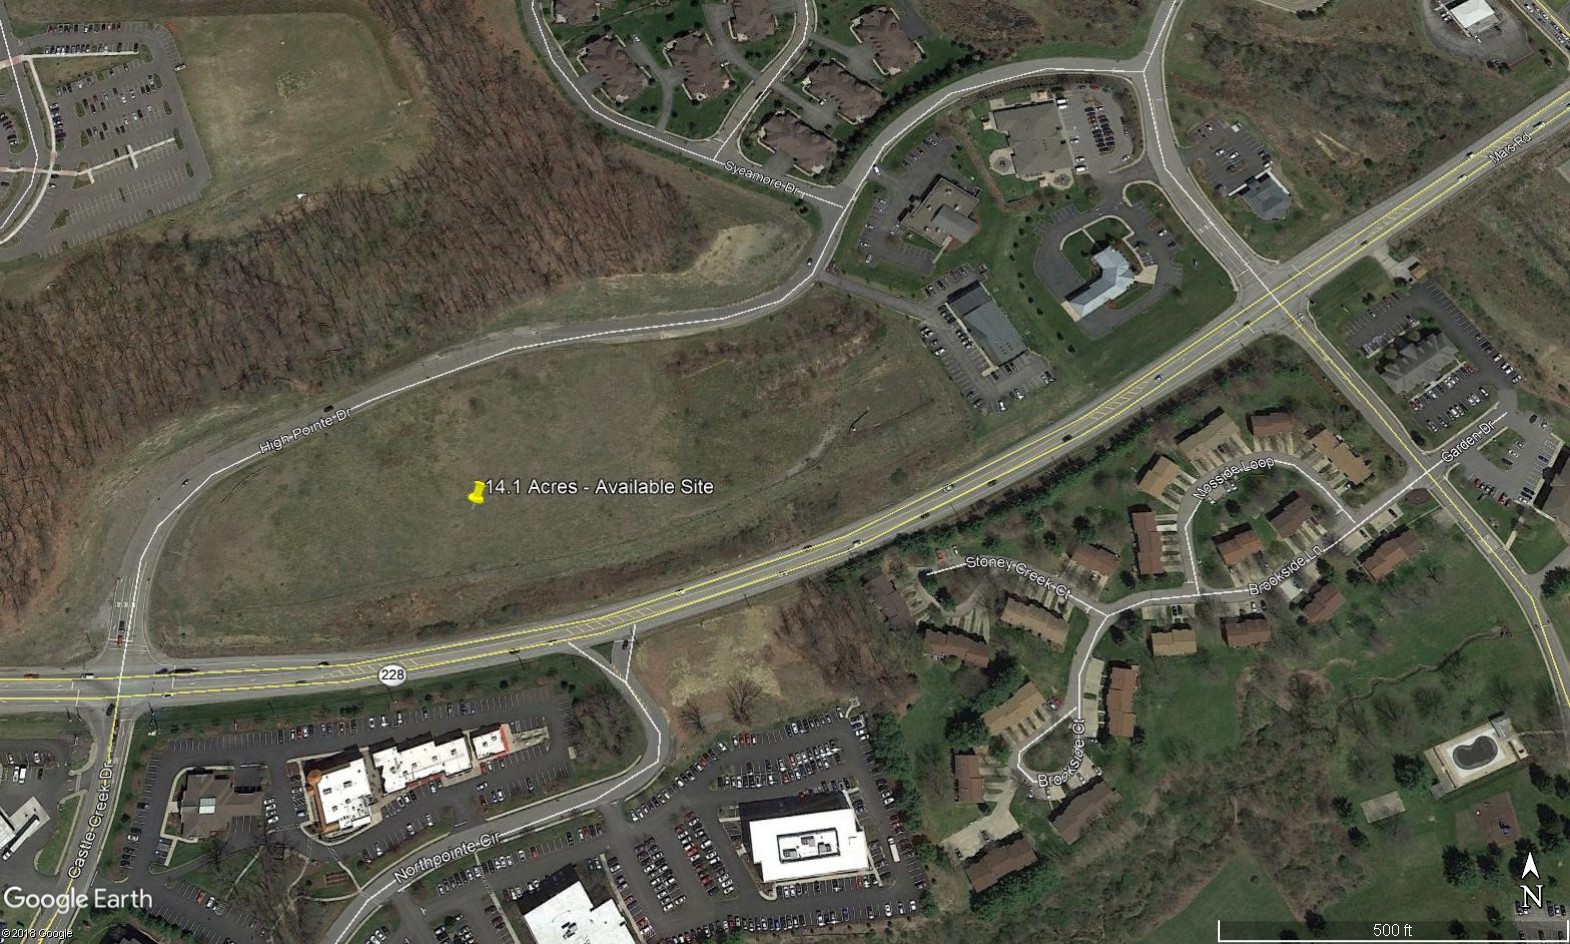 Sycamore Dr
Mars Rd
High Pointe Dr
14.1 Acres - Available Site
Garden Dr
Mosside Loop
Stoney Creek Ct
Brookside Ln
228
Brookside Ct
Castle Creek Dr
Northpointe Cir
Google Earth
©2018 Google
N
500 ft